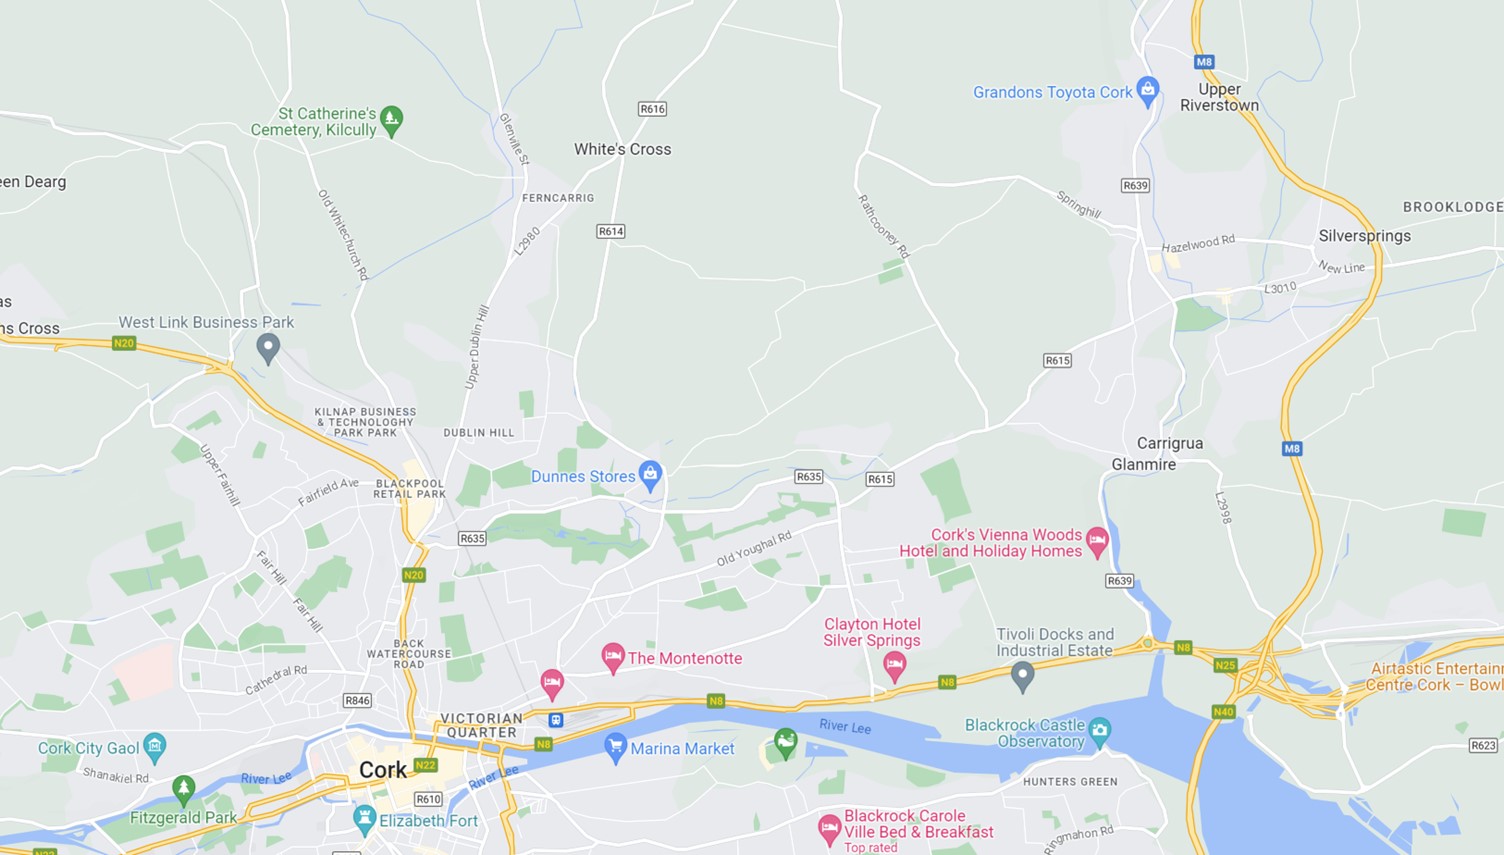 M8
Grandons Toyota Cork
Upper
Riverstown
St Catherine's
Cemetery, Kilcully
R616
Glenville St
White's Cross
een Dearg
R639
FERNCARRIG
Old Whitechurch Rd
Springhill
BROOKLODGE
Rathcooney Rd
R614
L2980
Silversprings
Hazelwood Rd
New Line
L3010
as
West Link Business Park
ns Cross
N20
Upper Dublin Hill
R615
KILNAP BUSINESS
& TECHNOLOGHY
PARK PARK
DUBLIN HILL
Carrigrua
M8
Glanmire
Upper Fairhill
Fairfield Ave
BLACKPOOL
RETAIL PARK
Dunnes Stores
R635
R615
L2998
R635
Old Youghal Rd
Cork's Vienna Woods
Hotel and Holiday Homes
Fair Hill
N20
R639
Fair Hill
Clayton Hotel
Silver Springs
Tivoli Docks and
Industrial Estate
BACK
WATERCOURSE
ROAD
N8
The Montenotte
N25
Cathedral Rd
Airtastic Entertainn
Centre Cork – Bowl
N8
R846
N8
N40
VICTORIAN
QUARTER
River Lee
Blackrock Castle
Observatory
Cork City Gaol
N8
Marina Market
R623
Cork
N22
Shanakiel Rd
River Lee
River Lee
HUNTERS GREEN
R610
Fitzgerald Park
Elizabeth Fort
Blackrock Carole
Ville Bed & Breakfast
Top rated
Ringmahon Rd
N22